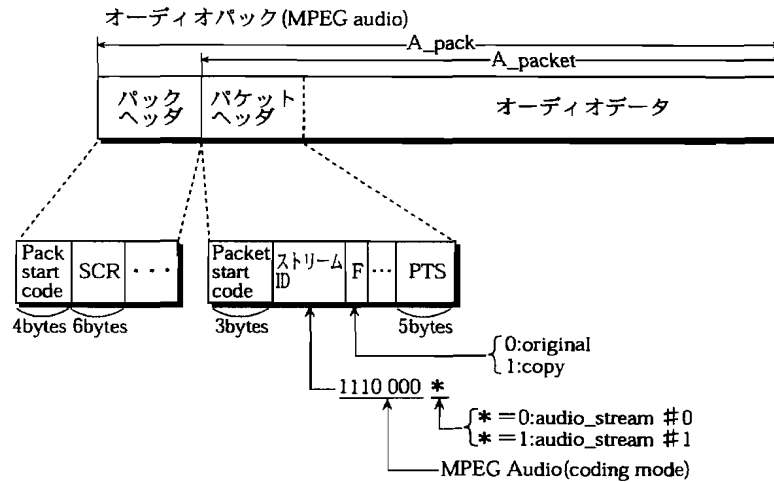 オーディオパック(MPEG audio)
A_pack
A_packet
パック
ヘッダ
パケット
ヘッダ
オーディオデータ
Pack
start
code
SCR
・・・
Packet
start
code
ストリーム
ID
F
…
PTS
4bytes
6bytes
3bytes
5bytes
0:original
1:copy
1110 000 *
*=0:audio_stream #0
*=1:audio_stream #1
MPEG Audio(coding mode)